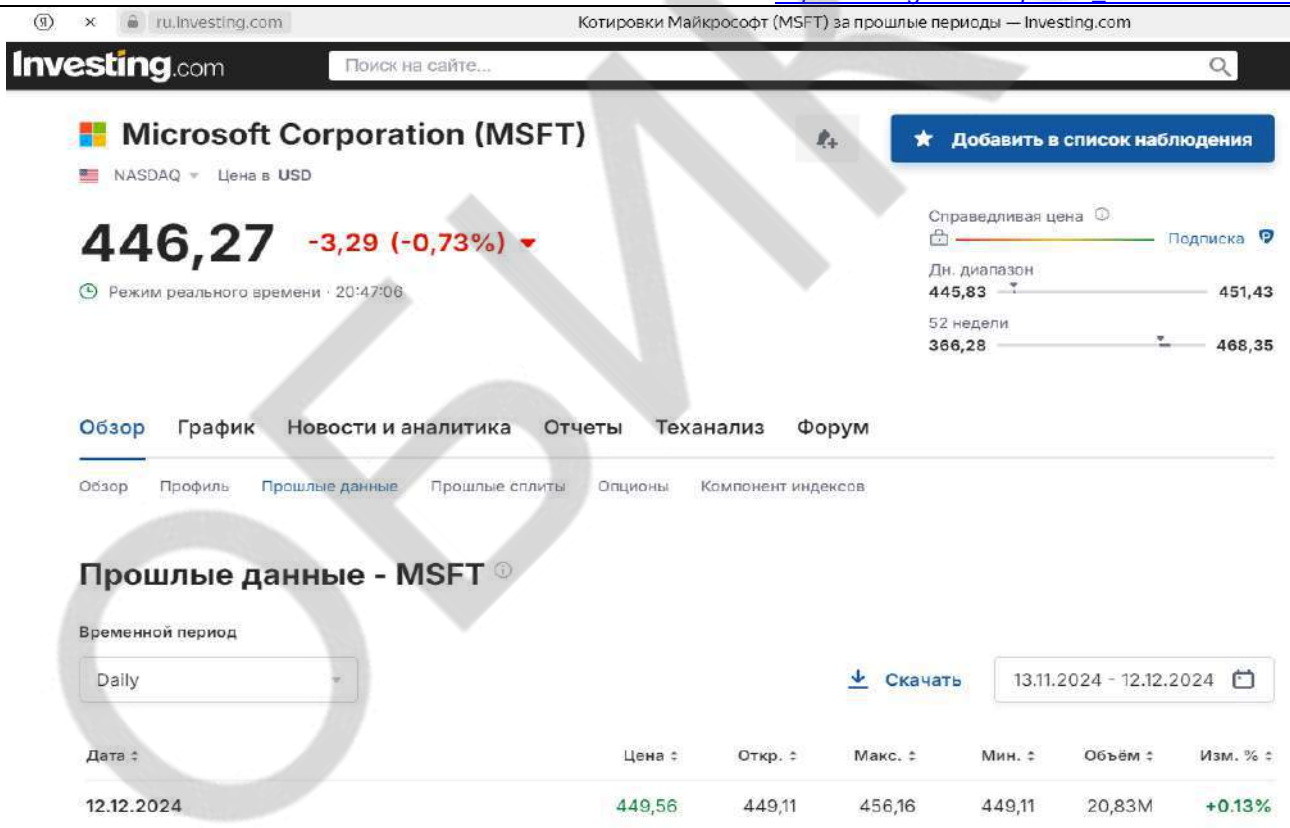 ru.investing.com Котировки Майкрософт (MSFT) за прошлые периоды — Investing.com
Investing.com Поиск на сайте...
Microsoft Corporation (MSFT)
Добавить в список наблюдения
NASDAQ Цена в USD
446,27 -3,29 (-0,73%)
Режим реального времени · 20:47:06
Справедливая цена
Подписка
Дн. диапазон
445,83 451,43
52 недели
366,28 468,35
Обзор График Новости и аналитика Отчеты Теханализ Форум
Обзор Профиль Прошлые данные Прошлые сплиты Опционы Компонент индексов
Прошлые данные - MSFT
Временной период
Daily Скачать 13.11.2024 - 12.12.2024
Дата Цена Откр. Макс. Мин. Объём Изм. %
12.12.2024 449,56 449,11 456,16 449,11 20,83M +0.13%
ОБИК